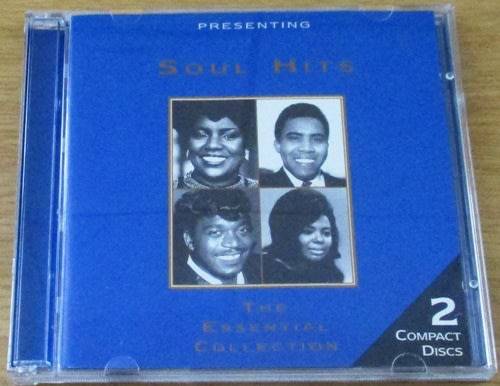 PRESENTING
SOUL HITS
THE
ESSENTIAL
COLLECTION
2
COMPACT
DISCS